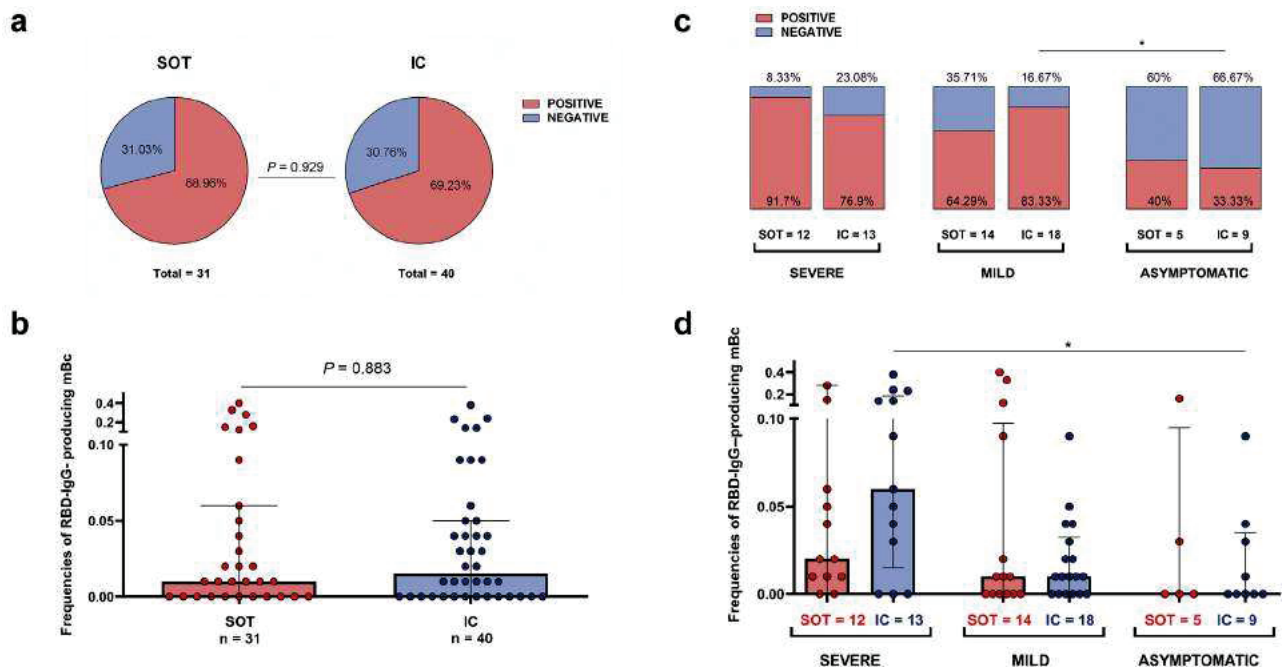 a
SOT
IC
POSITIVE
NEGATIVE
31.03%
68.96%
P = 0.929
30.76%
69.23%
Total = 31
Total = 40
b
Frequencies of RBD-IgG- producing mBc
P = 0.883
0.4
0.2
0.10
0.05
0.00
SOT
n = 31
IC
n = 40
c
POSITIVE
NEGATIVE
*
8.33%
23.08%
35.71%
16.67%
60%
66.67%
91.7%
76.9%
64.29%
83.33%
40%
33.33%
SOT = 12
IC = 13
SOT = 14
IC = 18
SOT = 5
IC = 9
SEVERE
MILD
ASYMPTOMATIC
d
Frequencies of RBD-IgG–producing mBc
*
0.4
0.2
0.10
0.05
0.00
SOT = 12
IC = 13
SOT = 14
IC = 18
SOT = 5
IC = 9
SEVERE
MILD
ASYMPTOMATIC